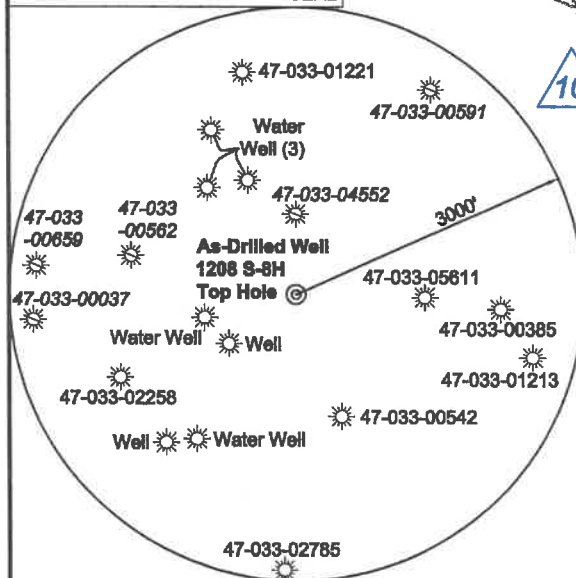 47-033-01221
47-033-00591
Water
Well (3)
47-033-04552
3000'
47-033
-00659
47-033
-00562
As-Drilled Well
1208 S-8H
Top Hole
47-033-05611
47-033-00037
47-033-00385
Water Well
Well
47-033-01213
47-033-02258
47-033-00542
Well
Water Well
47-033-02785